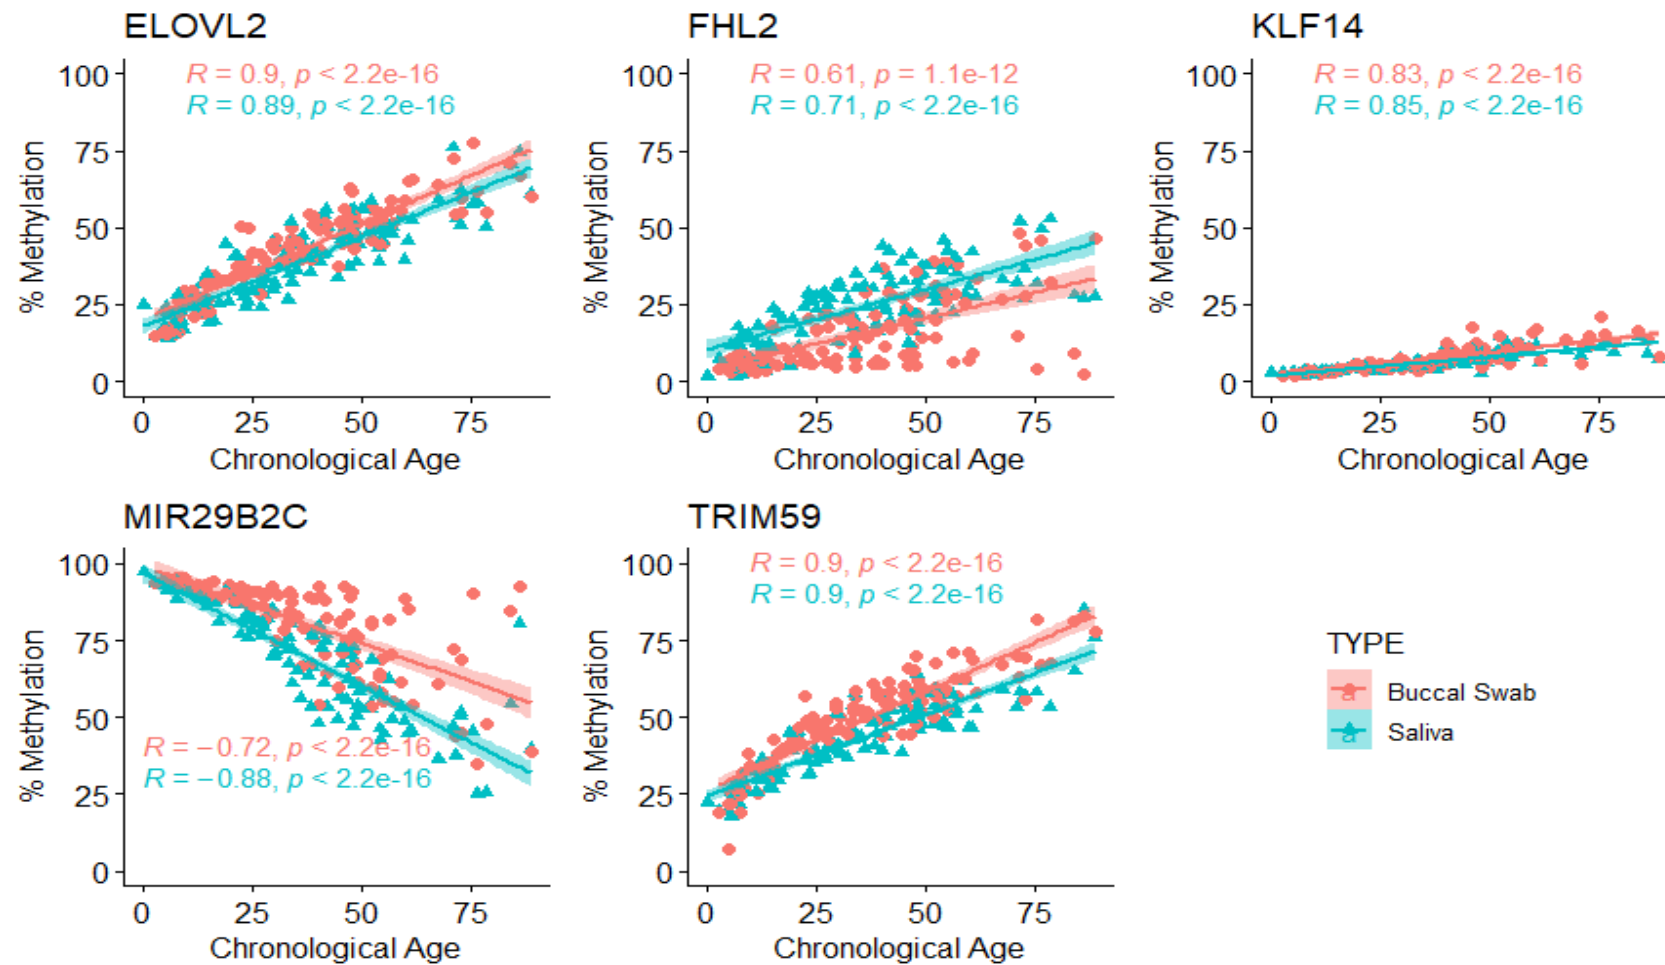 ELOVL2
R = 0.9, p < 2.2e-16
R = 0.89, p < 2.2e-16
100
75
50
25
0
% Methylation
0 25 50 75
Chronological Age
FHL2
R = 0.61, p = 1.1e-12
R = 0.71, p < 2.2e-16
100
75
50
25
0
% Methylation
0 25 50 75
Chronological Age
KLF14
R = 0.83, p < 2.2e-16
R = 0.85, p < 2.2e-16
100
75
50
25
0
% Methylation
0 25 50 75
Chronological Age
MIR29B2C
100
75
50
25
0
% Methylation
R = −0.72, p < 2.2e-16
R = −0.88, p < 2.2e-16
0 25 50 75
Chronological Age
TRIM59
R = 0.9, p < 2.2e-16
R = 0.9, p < 2.2e-16
100
75
50
25
0
% Methylation
0 25 50 75
Chronological Age
TYPE
a Buccal Swab
a Saliva